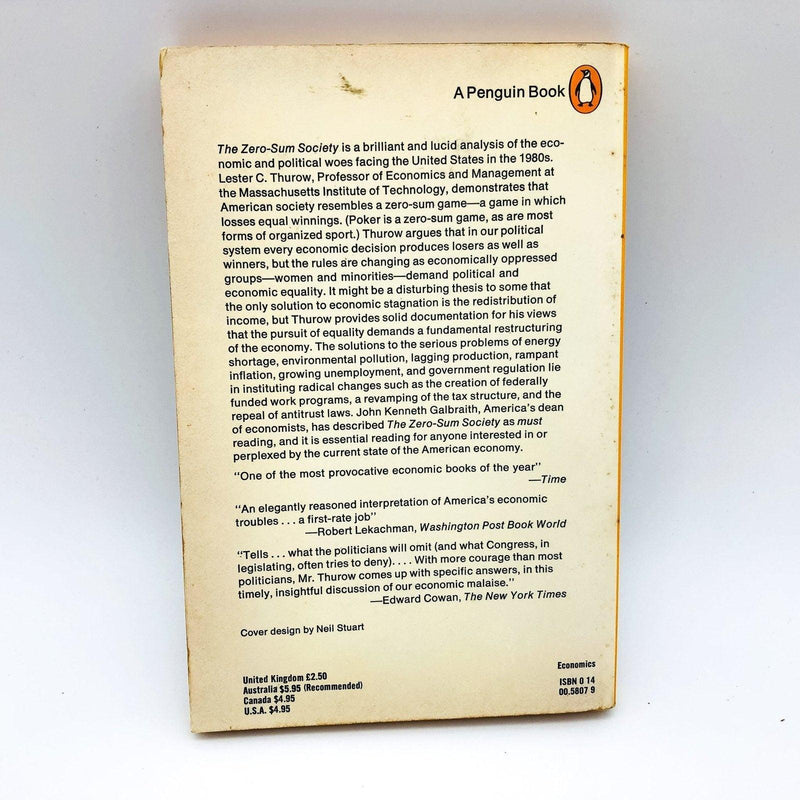 A Penguin Book
The Zero-Sum Society is a brilliant and lucid analysis of the eco-
nomic and political woes facing the United States in the 1980s.
Lester C. Thurow, Professor of Economics and Management at
the Massachusetts Institute of Technology, demonstrates that
American society resembles a zero-sum game—a game in which
losses equal winnings. (Poker is a zero-sum game, as are most
forms of organized sport.) Thurow argues that in our political
system every economic decision produces losers as well as
winners, but the rules are changing as economically oppressed
groups—women and minorities—demand political and
economic equality. It might be a disturbing thesis to some that
the only solution to economic stagnation is the redistribution of
income, but Thurow provides solid documentation for his views
that the pursuit of equality demands a fundamental restructuring
of the economy. The solutions to the serious problems of energy
shortage, environmental pollution, lagging production, rampant
inflation, growing unemployment, and government regulation lie
in instituting radical changes such as the creation of federally
funded work programs, a revamping of the tax structure, and the
repeal of antitrust laws. John Kenneth Galbraith, America's dean
of economists, has described The Zero-Sum Society as must
reading, and it is essential reading for anyone interested in or
perplexed by the current state of the American economy.
"One of the most provocative economic books of the year"
—Time
"An elegantly reasoned interpretation of America's economic
troubles . . . a first-rate job"
—Robert Lekachman, Washington Post Book World
"Tells . . . what the politicians will omit (and what Congress, in
legislating, often tries to deny). . . . With more courage than most
politicians, Mr. Thurow comes up with specific answers, in this
timely, insightful discussion of our economic malaise."
—Edward Cowan, The New York Times
Cover design by Neil Stuart
United Kingdom £2.50
Australia $5.95 (Recommended)
Canada $4.95
U.S.A. $4.95
Economics
ISBN 0 14
00.5807 9